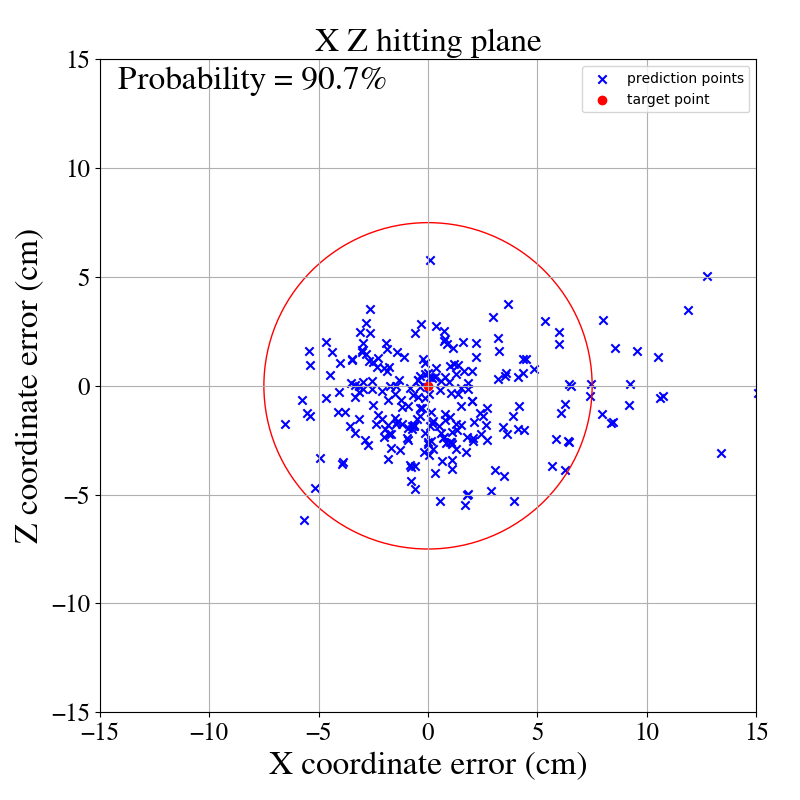 X Z hitting plane
Probability = 90.7%
prediction points
target point
Z coordinate error (cm)
15
10
5
0
−5
−10
−15
−15
−10
−5
0
5
10
15
X coordinate error (cm)